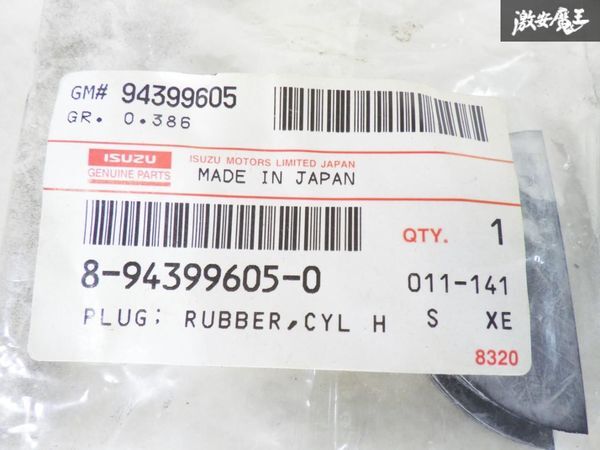 激安魔王
GM# 94399605
GR. 0.386
ISUZU
GENUINE PARTS
ISUZU MOTORS LIMITED JAPAN
MADE IN JAPAN
QTY. 1
8-94399605-0
011-141
PLUG; RUBBER,CYL H S XE
8320